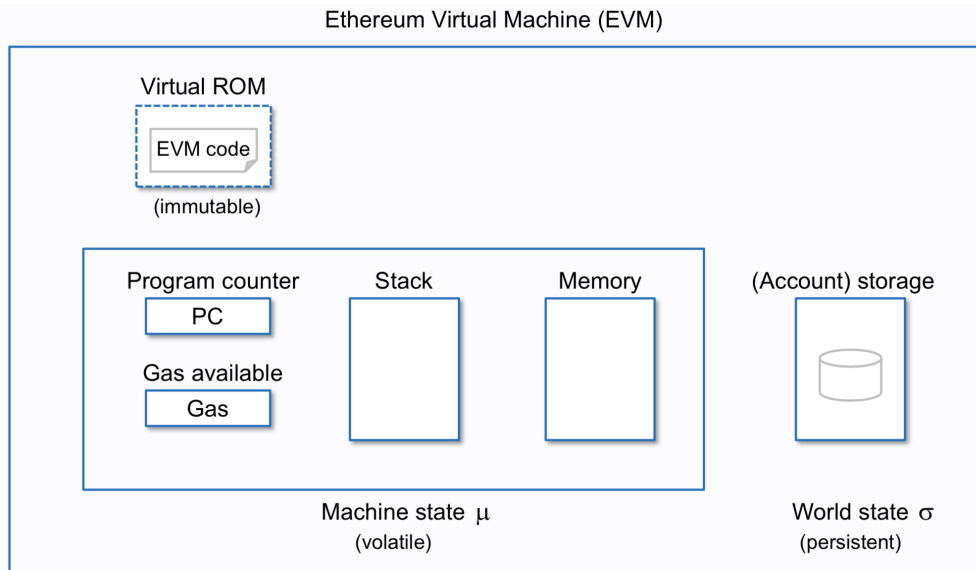 Ethereum Virtual Machine (EVM)
Virtual ROM
EVM code
(immutable)
Program counter
PC
Gas available
Gas
Stack
Memory
(Account) storage
Machine state μ
(volatile)
World state σ
(persistent)